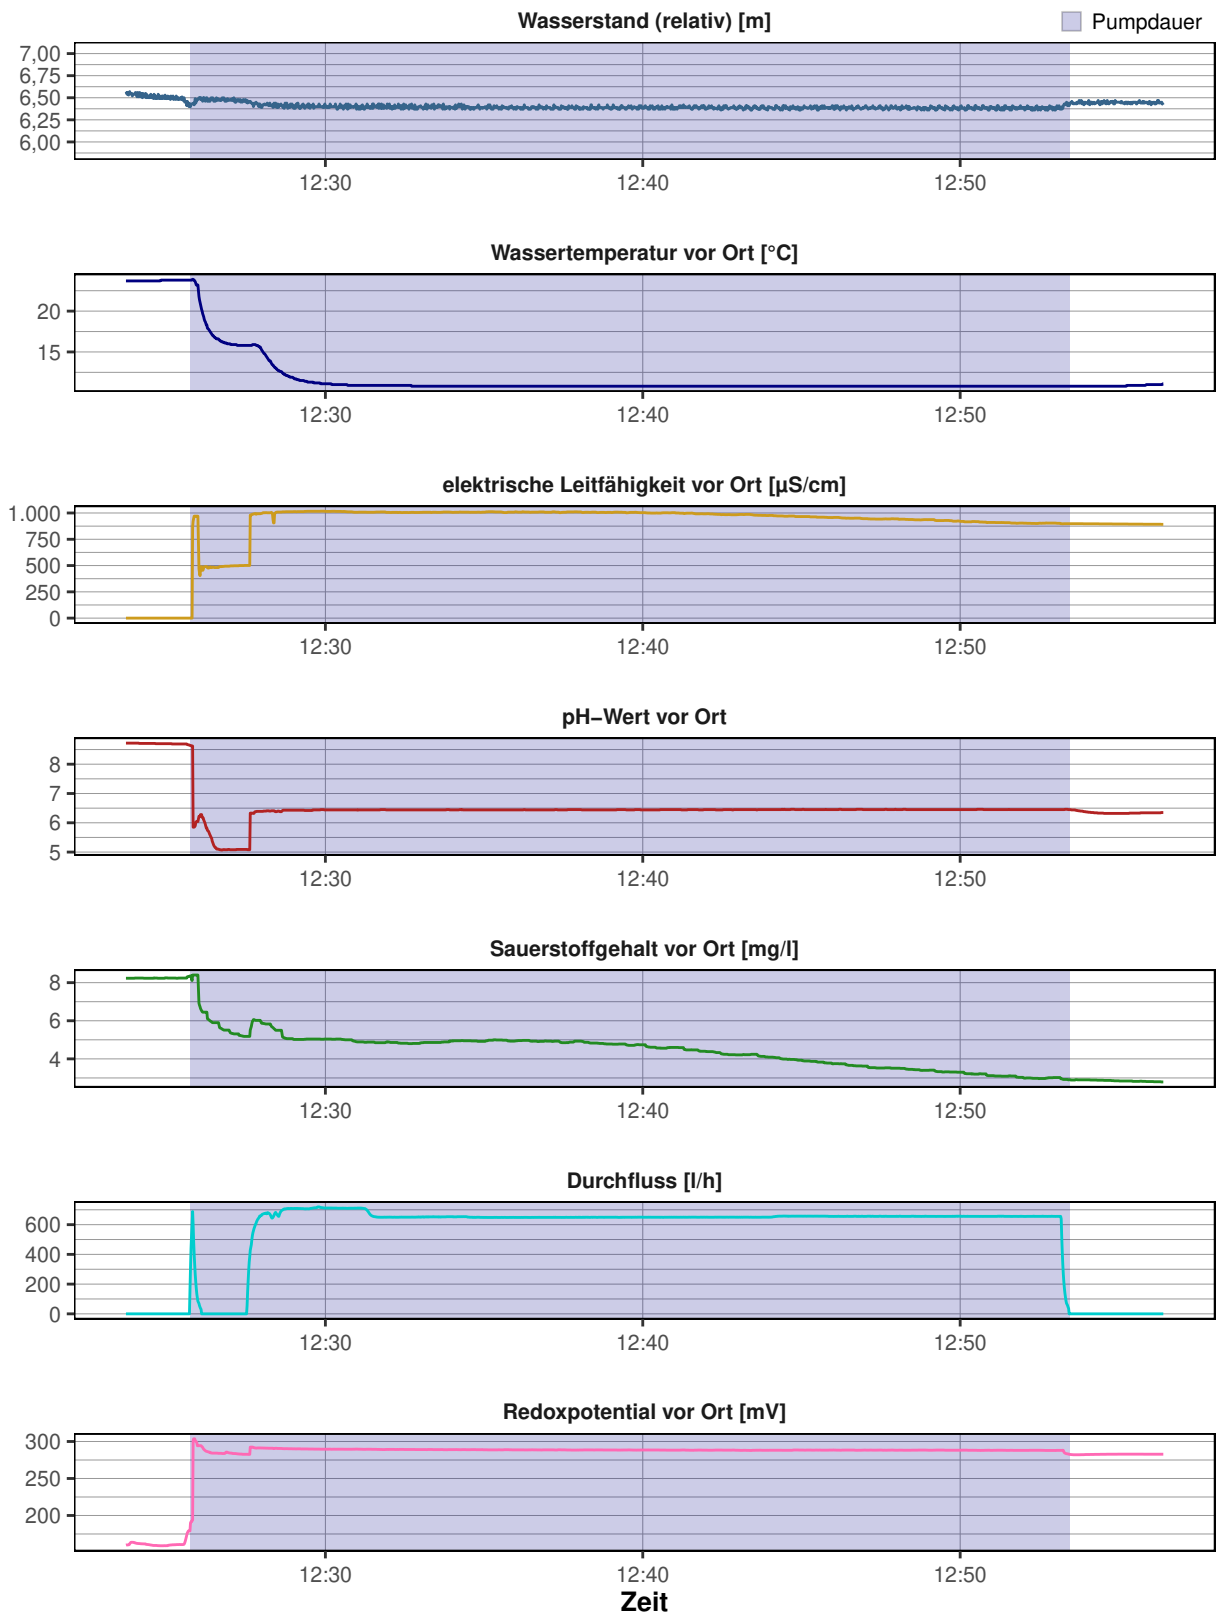 Wasserstand (relativ) [m]
Pumpdauer
7,00
6,75
6,50
6,25
6,00
12:30 12:40 12:50
Wassertemperatur vor Ort [°C]
20
15
12:30 12:40 12:50
elektrische Leitfähigkeit vor Ort [µS/cm]
1.000
750
500
250
0
12:30 12:40 12:50
pH−Wert vor Ort
8
7
6
5
12:30 12:40 12:50
Sauerstoffgehalt vor Ort [mg/l]
8
6
4
12:30 12:40 12:50
Durchfluss [l/h]
600
400
200
0
12:30 12:40 12:50
Redoxpotential vor Ort [mV]
300
250
200
12:30 12:40 12:50
Zeit